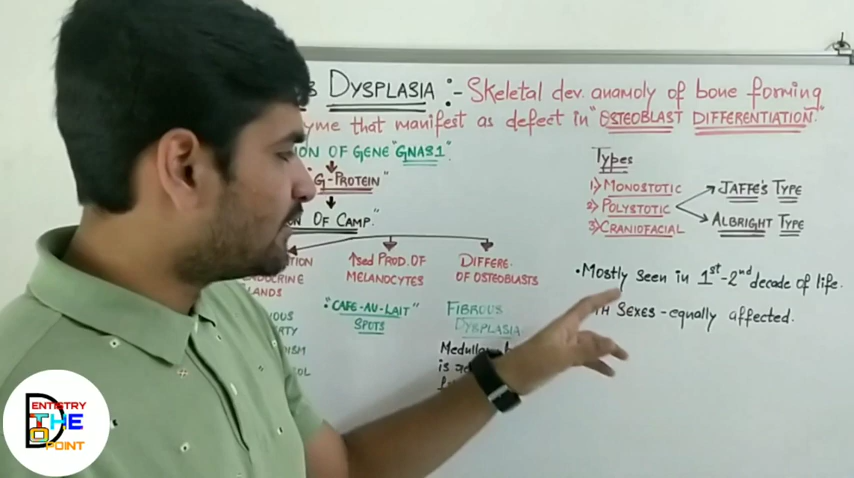 DYSPLASIA :- Skeletal dev. anamoly of bone forming
that manifest as defect in "OSTEOBLAST DIFFERENTIATION."
OF GENE "GNAS1".
"G-PROTEIN"
OF CAMP."
↑sed PROD. OF
MELANOCYTES
"CAFE-AU-LAIT"
SPOTS
DIFFERE.
OF OSTEOBLASTS
FIBROUS
DYSPLASIA
is
Types
1) MONOSTOTIC
2) POLYSTOTIC
3) CRANIOFACIAL
JAFFE'S TYPE
ALBRIGHT TYPE
• Mostly seen in 1st - 2nd decade of life.
SEXES - equally affected.
DENTISTRY
THE
TO
POINT